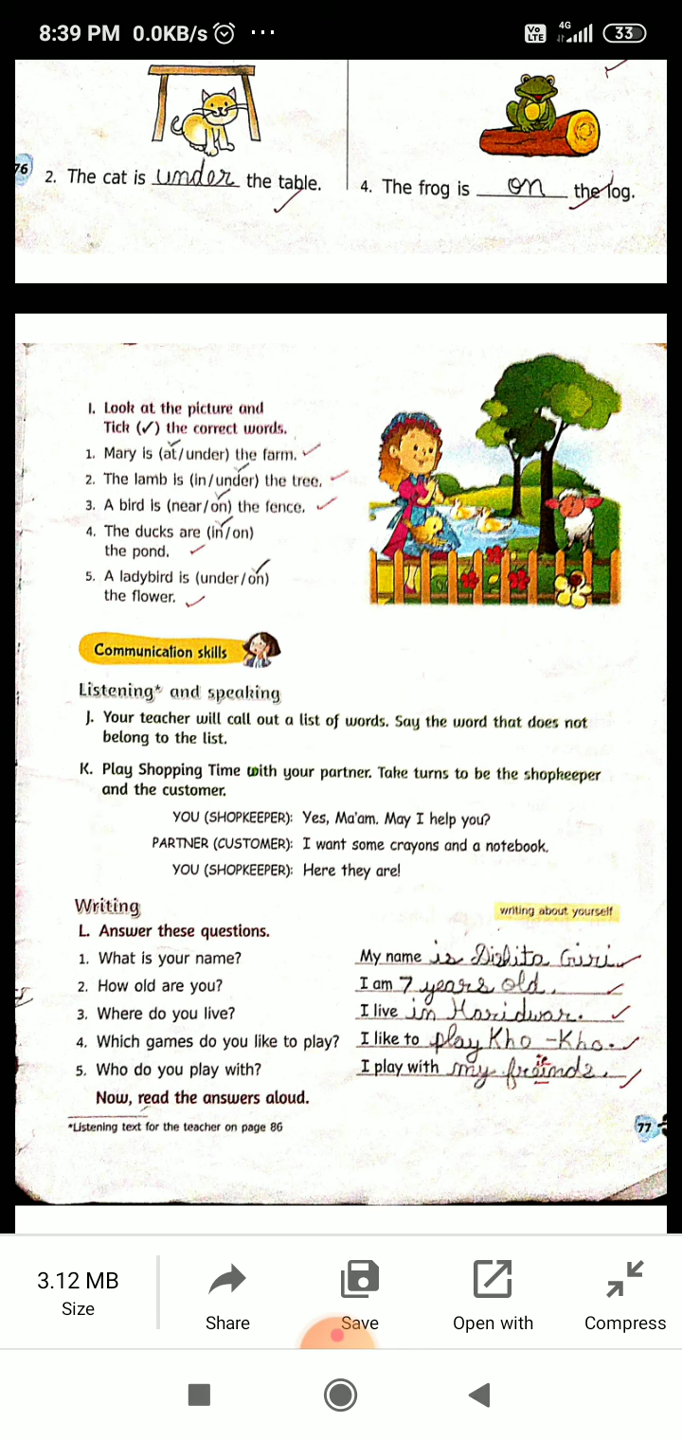 8:39 PM 0.0KB/s ... Vo LTE 4G 33
76
2. The cat is under the table.
4. The frog is on the log.
I. Look at the picture and
Tick (✓) the correct words.
1. Mary is (at/under) the farm.
2. The lamb is (in/under) the tree.
3. A bird is (near/on) the fence.
4. The ducks are (in/on)
the pond.
5. A ladybird is (under/on)
the flower.
Communication skills
Listening* and speaking
J. Your teacher will call out a list of words. Say the word that does not
belong to the list.
K. Play Shopping Time with your partner. Take turns to be the shopkeeper
and the customer.
YOU (SHOPKEEPER): Yes, Ma'am. May I help you?
PARTNER (CUSTOMER): I want some crayons and a notebook.
YOU (SHOPKEEPER): Here they are!
Writing
writing about yourself
L. Answer these questions.
1. What is your name? My name is Dishita Giri
2. How old are you? I am 7 years old.
3. Where do you live? I live in Haridwar.
4. Which games do you like to play? I like to play Kho-Kho.
5. Who do you play with? I play with my freinds. ie
Now, read the answers aloud.
*Listening text for the teacher on page 86
77
3.12 MB
Size
Share
Save
Open with
Compress